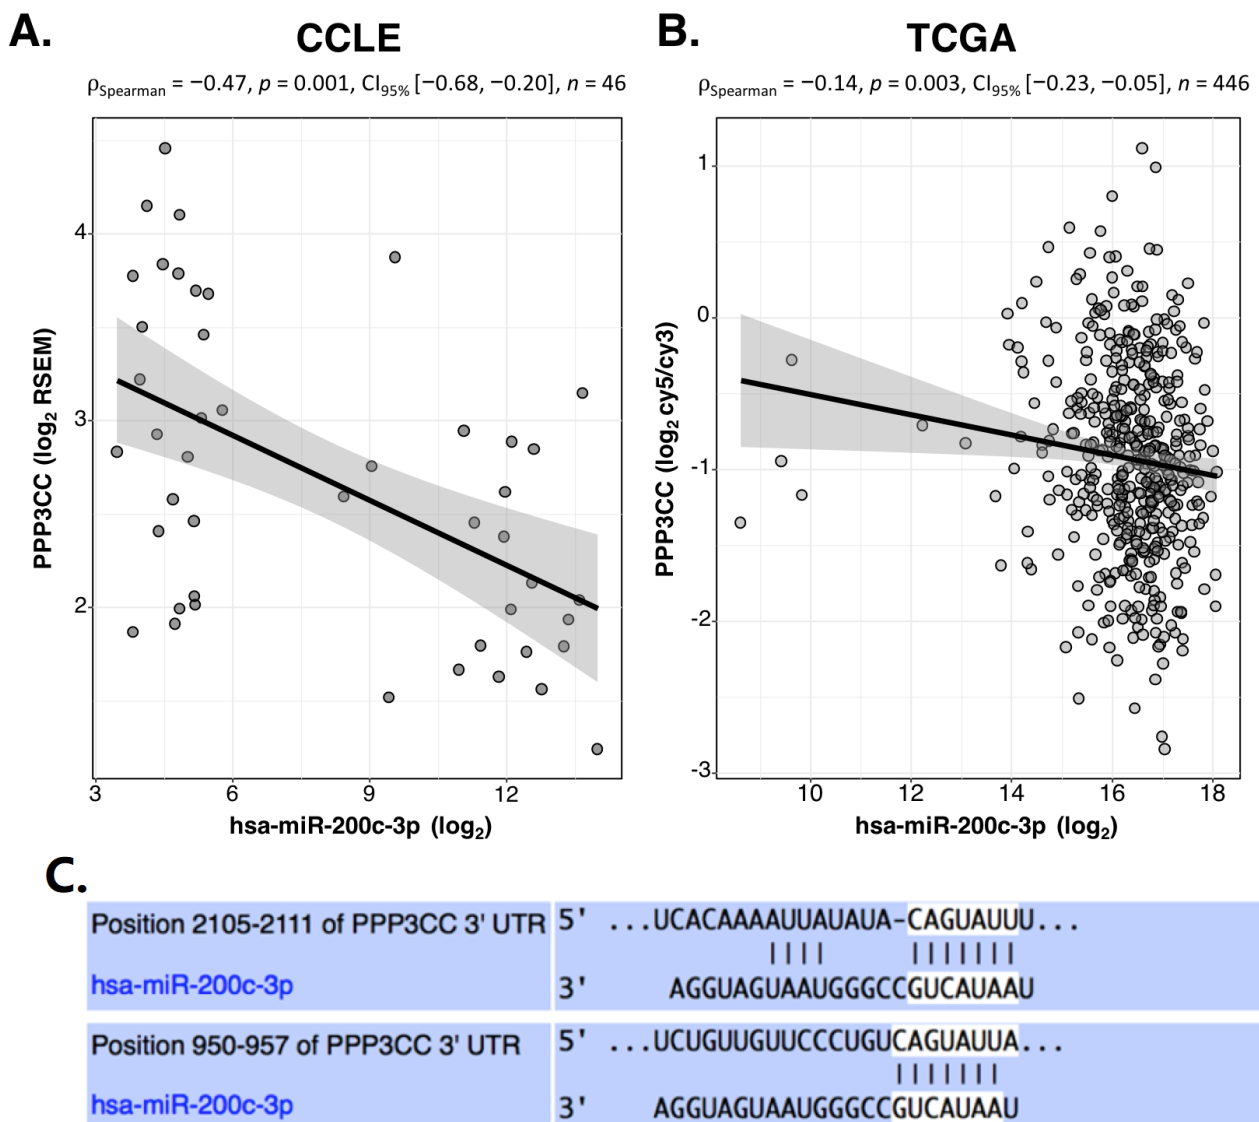 A.
CCLE
ρSpearman = −0.47, p = 0.001, CI95% [−0.68, −0.20], n = 46
4
3
2
PPP3CC (log2 RSEM)
3 6 9 12
hsa-miR-200c-3p (log2)
B.
TCGA
ρSpearman = −0.14, p = 0.003, CI95% [−0.23, −0.05], n = 446
1
0
-1
-2
-3
PPP3CC (log2 cy5/cy3)
10 12 14 16 18
hsa-miR-200c-3p (log2)
C.
Position 2105-2111 of PPP3CC 3' UTR 5' ...UCACAAAAUUAUAUA-CAGUAUUU...
hsa-miR-200c-3p 3' AGGUAGUAAUGGGCCGUCAUAAU
Position 950-957 of PPP3CC 3' UTR 5' ...UCUGUUGUUCCCUGUCAGUAUUA...
hsa-miR-200c-3p 3' AGGUAGUAAUGGGCCGUCAUAAU